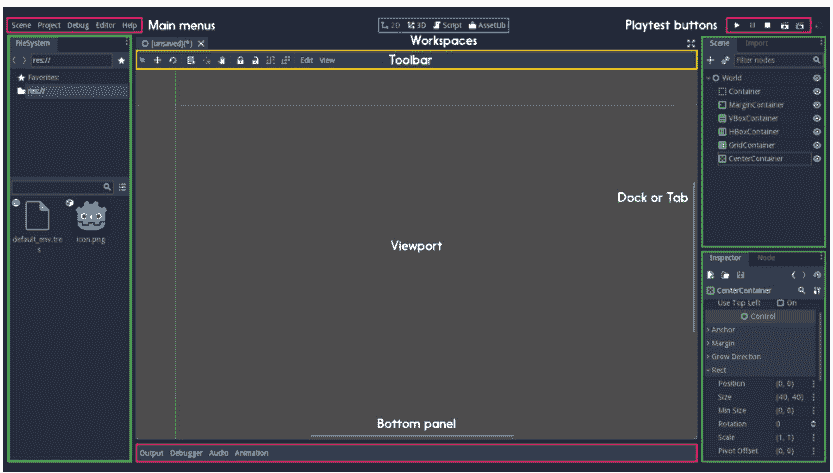 Scene Project Debug Editor Help
Main menus
2D 3D Script AssetLib
Playtest buttons
Workspaces
FileSystem
[unsaved](*)
Scene Import
res://
Edit View
Toolbar
Filter nodes
Favorites:
res://
World
Container
MarginContainer
VBoxContainer
HBoxContainer
GridContainer
CenterContainer
Dock or Tab
default_env.tre
s
icon.png
Viewport
Inspector Node
CenterContainer
Use Top Left On
Control
Anchor
Margin
Grow Direction
Rect
Position (0, 0)
Size (40, 40)
Min Size (0, 0)
Rotation 0
Scale (1, 1)
Pivot Offset (0, 0)
Bottom panel
Output Debugger Audio Animation